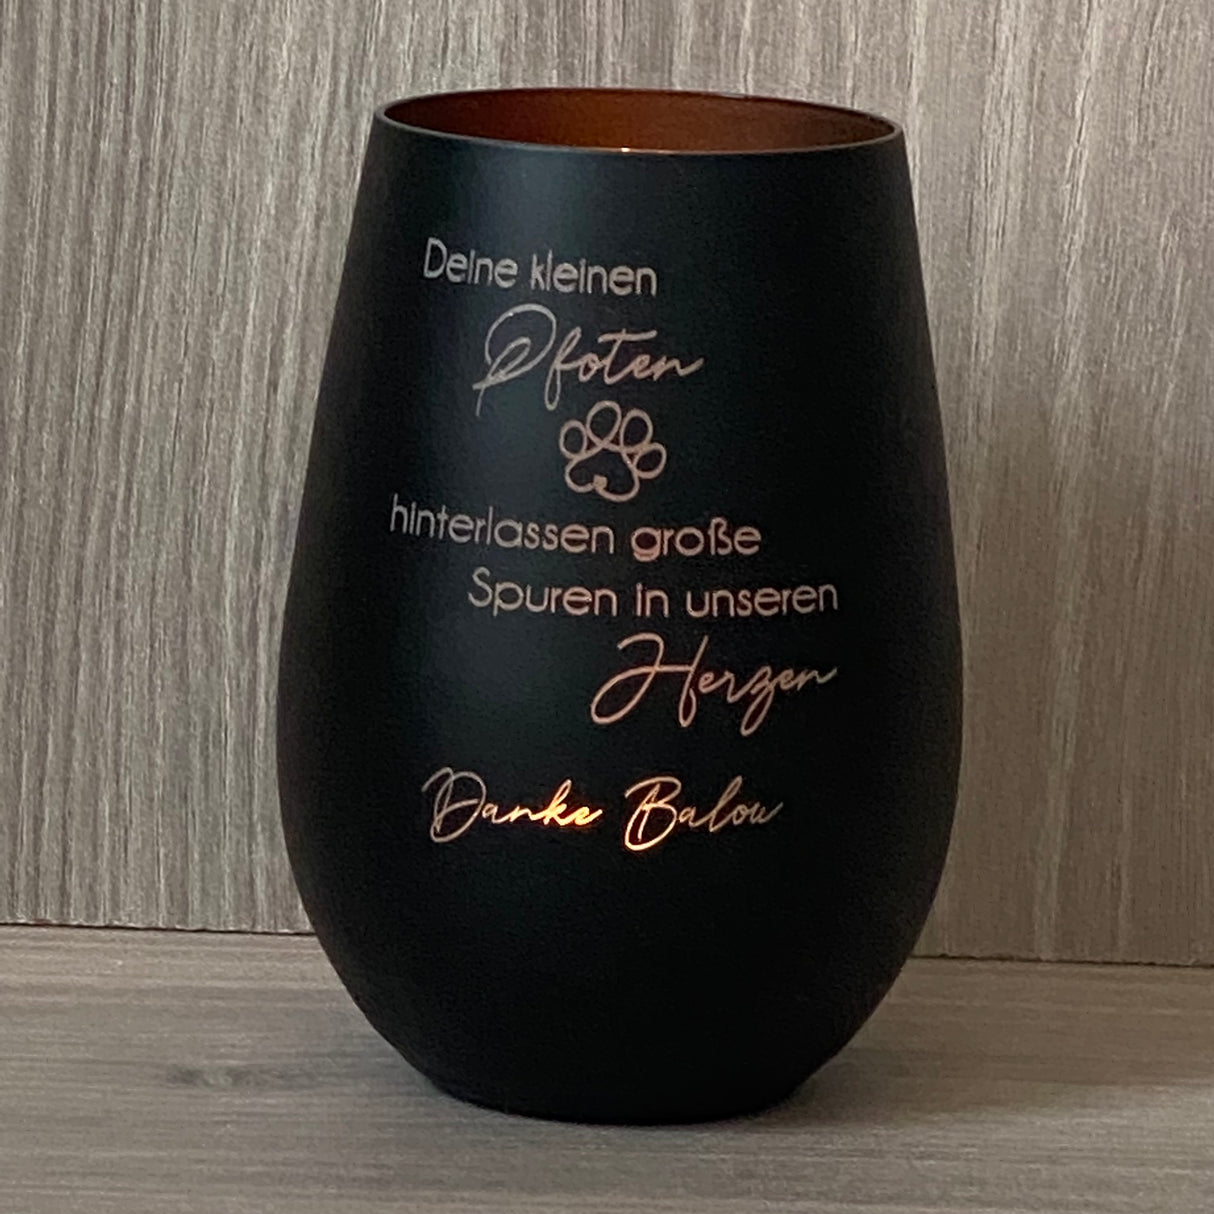 Deine kleinen
Pfoten
hinterlassen große
Spuren in unseren
Herzen
Danke Balou